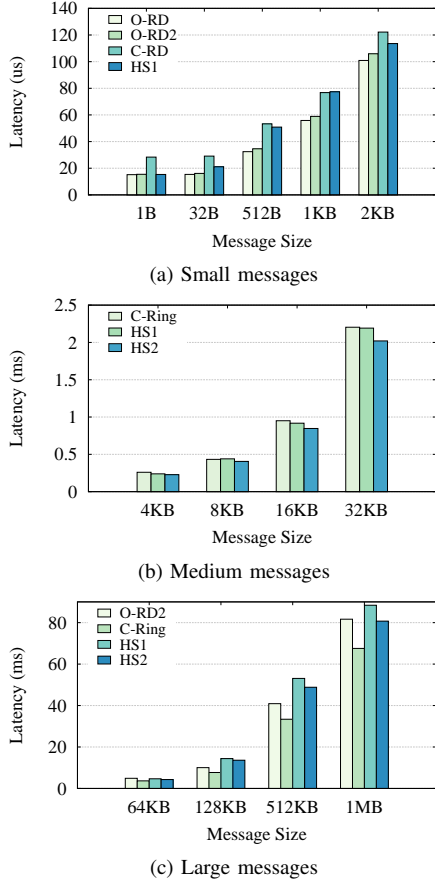 140
120
100
80
60
40
20
0
Latency (us)
O-RD
O-RD2
C-RD
HS1
1B 32B 512B 1KB 2KB
Message Size
(a) Small messages
2.5
2
1.5
1
0.5
0
Latency (ms)
C-Ring
HS1
HS2
4KB 8KB 16KB 32KB
Message Size
(b) Medium messages
80
60
40
20
0
Latency (ms)
O-RD2
C-Ring
HS1
HS2
64KB 128KB 512KB 1MB
Message Size
(c) Large messages